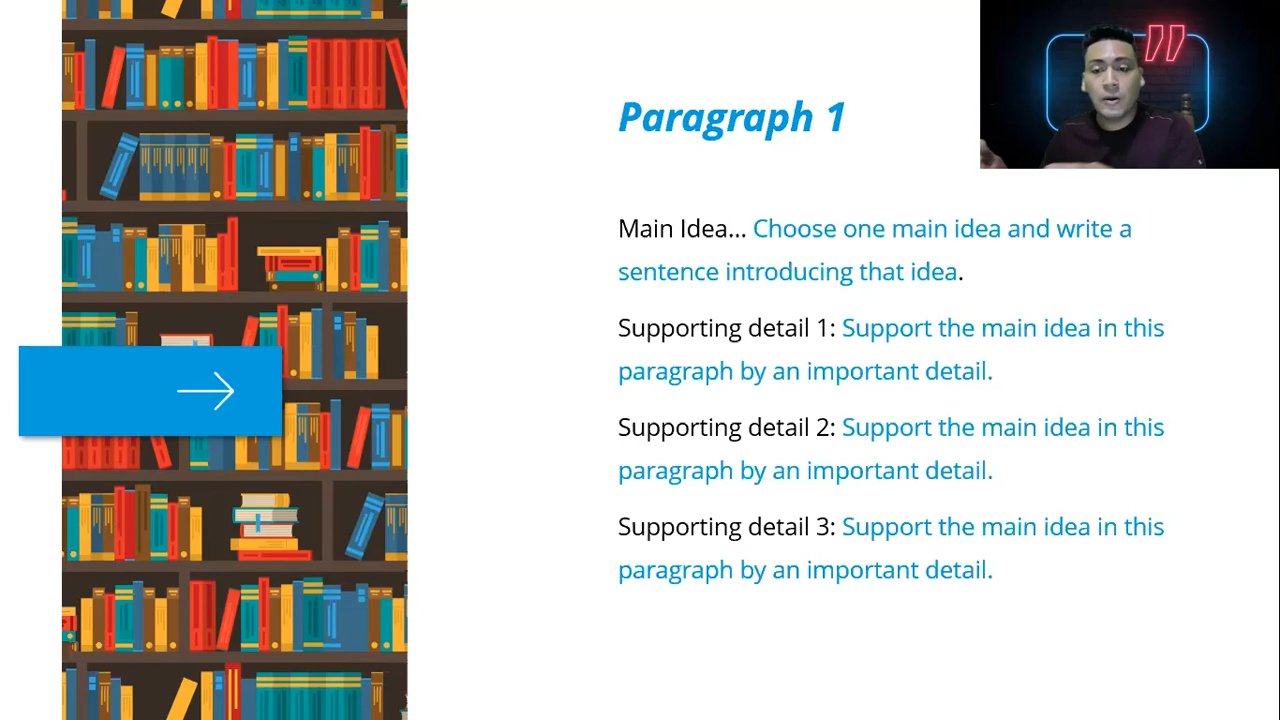 Paragraph 1
Main Idea... Choose one main idea and write a
sentence introducing that idea.
Supporting detail 1: Support the main idea in this
paragraph by an important detail.
Supporting detail 2: Support the main idea in this
paragraph by an important detail.
Supporting detail 3: Support the main idea in this
paragraph by an important detail.